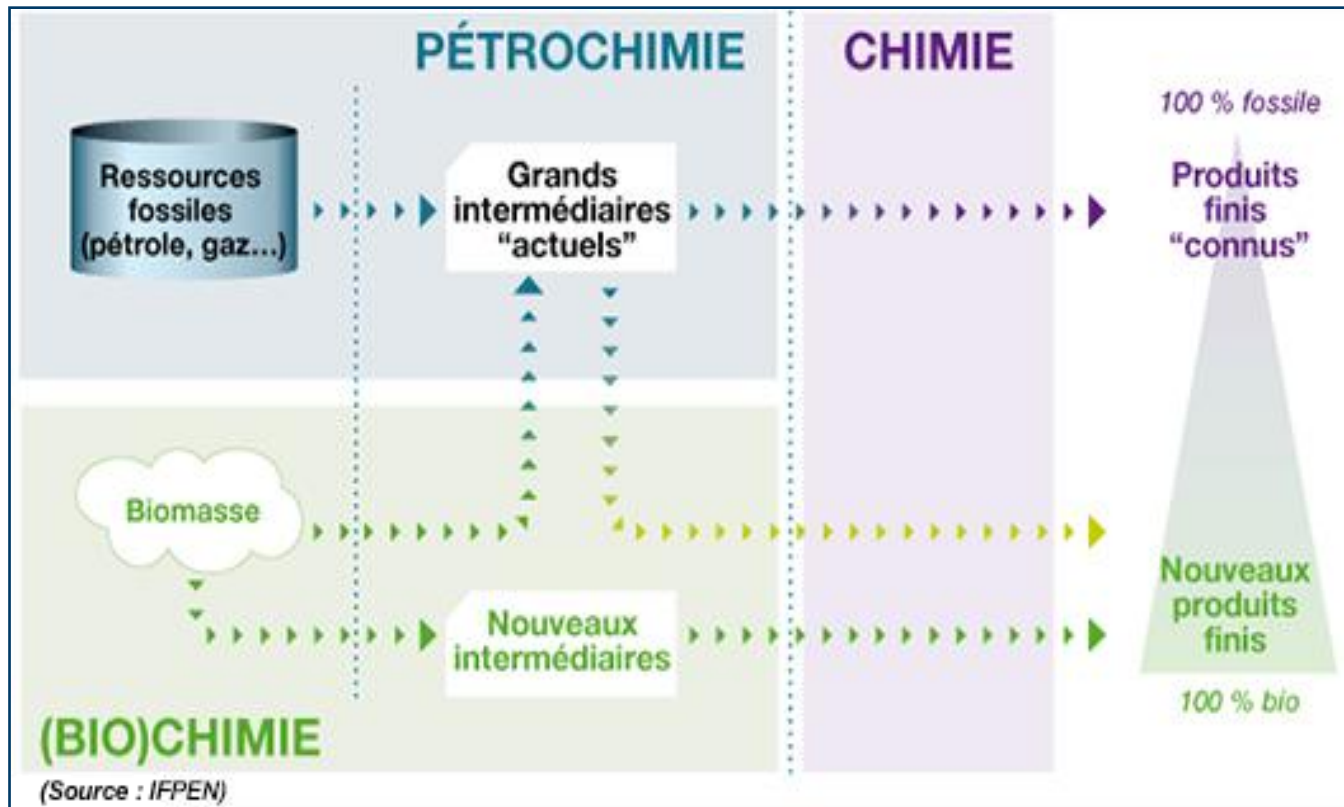 PÉTROCHIMIE
CHIMIE
100 % fossile
Ressources
fossiles
(pétrole, gaz...)
Grands
intermédiaires
“actuels”
Produits
finis
“connus”
Biomasse
Nouveaux
intermédiaires
Nouveaux
produits
finis
100 % bio
(BIO)CHIMIE
(Source : IFPEN)